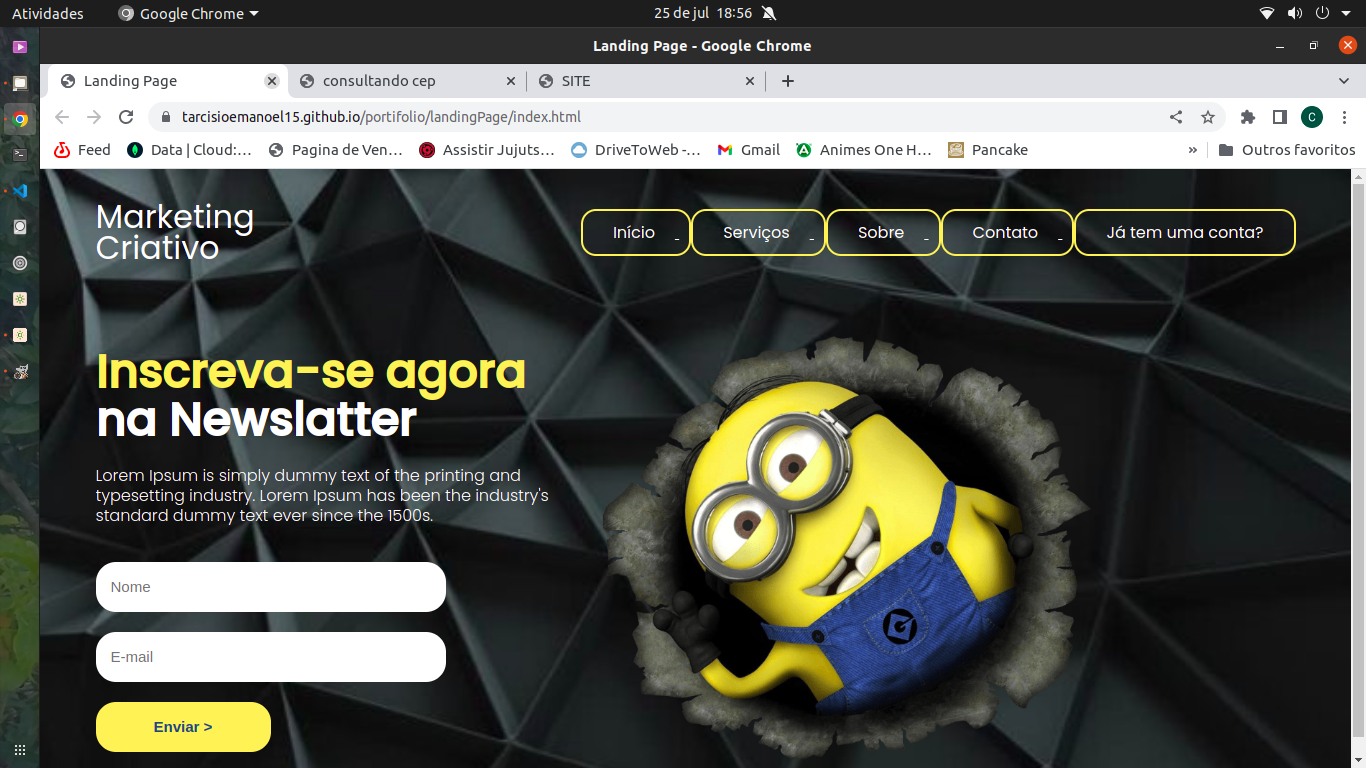 Atividades
Google Chrome
25 de jul 18:56
Landing Page - Google Chrome
Landing Page
consultando cep
SITE
tarcisioemanoel15.github.io/portifolio/landingPage/index.html
C
Feed
Data | Cloud:…
Pagina de Ven…
Assistir Jujuts…
DriveToWeb -…
Gmail
Animes One H…
Pancake
»
Outros favoritos
Marketing
Criativo
Início
Serviços
Sobre
Contato
Já tem uma conta?
Inscreva-se agora
na Newslatter
Lorem Ipsum is simply dummy text of the printing and
typesetting industry. Lorem Ipsum has been the industry's
standard dummy text ever since the 1500s.
Nome
E-mail
Enviar >